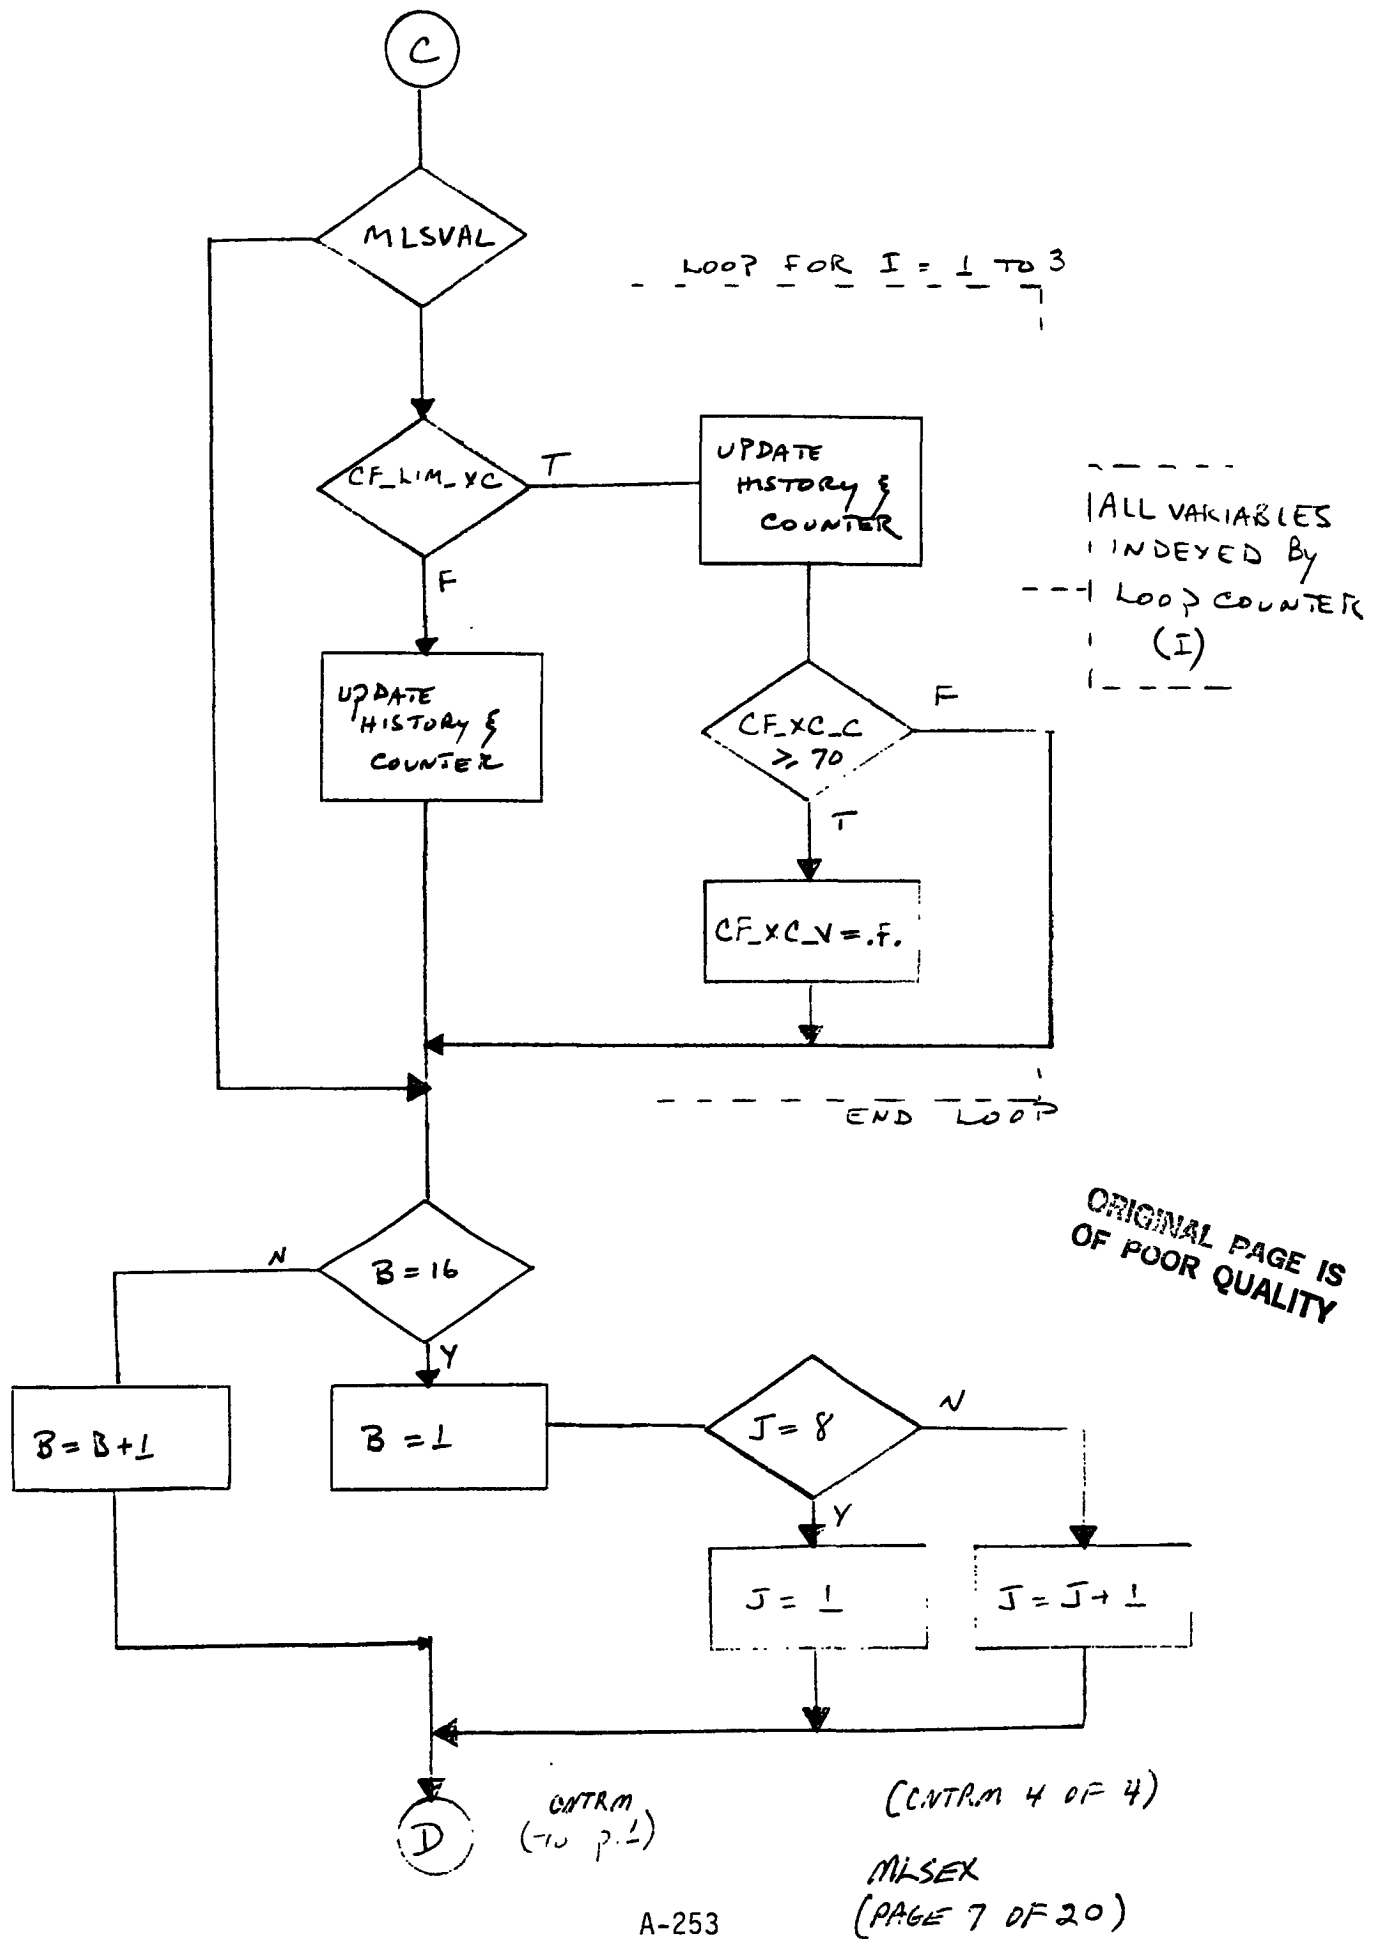 C
MLSVAL
LOOP FOR I = 1 TO 3
CF_LIM_XC
T
F
UPDATE
HISTORY &
COUNTER
ALL VARIABLES
INDEXED By
LOOP COUNTER
(I)
UPDATE
HISTORY &
COUNTER
CF_XC_C
≥ 70
F
T
CF_XC_V = .F.
END LOOP
ORIGINAL PAGE IS
OF POOR QUALITY
B = 16
N
Y
B = B + 1
B = 1
J = 8
N
Y
J = 1
J = J + 1
D
CNTRM
(TO p.1)
(CNTRM 4 OF 4)
MLSEX
(PAGE 7 OF 20)
A-253